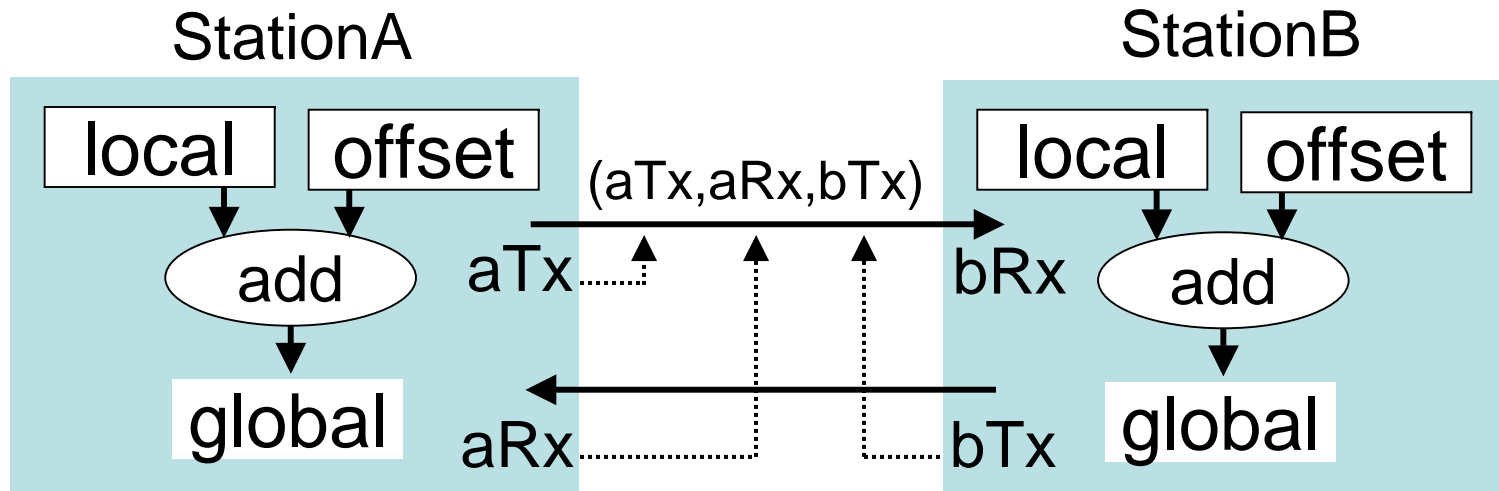 StationA
StationB
local
offset
add
global
(aTx,aRx,bTx)
aTx
bRx
aRx
bTx
local
offset
add
global